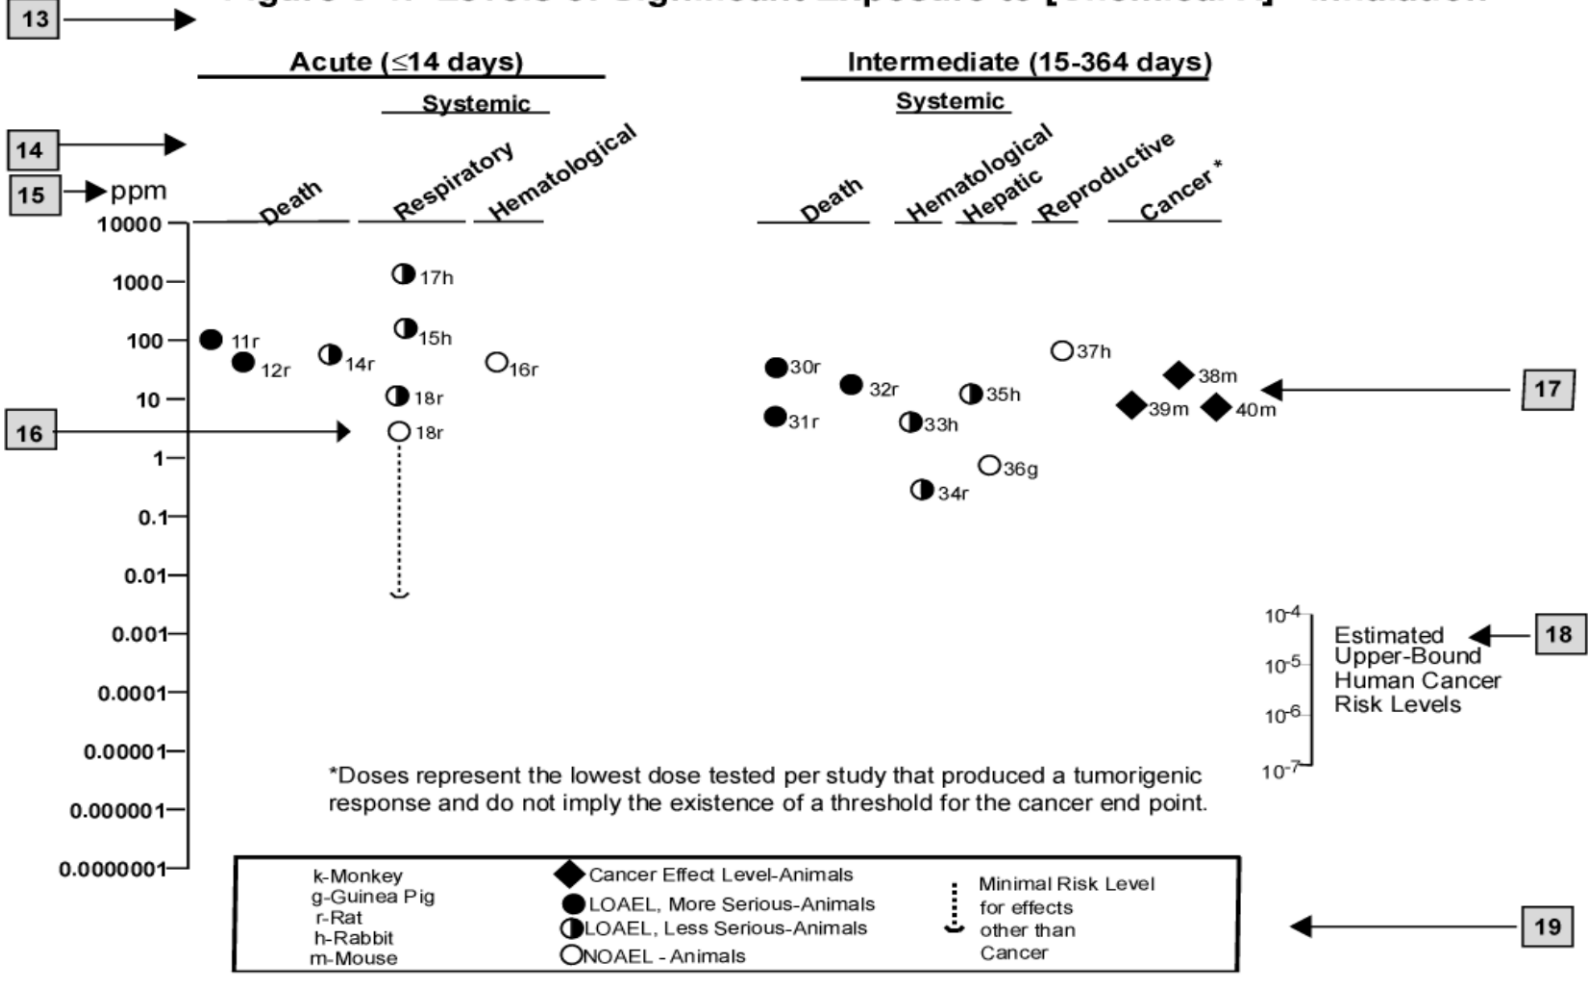 13
Acute (≤14 days) Intermediate (15-364 days)
Systemic Systemic
14
15 ppm
Death Respiratory Hematological Death Hematological Hepatic Reproductive Cancer *
10000
17h
1000
15h
100 11r 12r 14r 16r 30r 32r 37h 38m 17
10 18r 31r 33h 35h 39m 40m
16 18r
1 36g
34r
0.1
0.01
0.001
0.0001
0.00001
0.000001
0.0000001
10-4
Estimated 18
Upper-Bound
10-5
Human Cancer
Risk Levels
10-6
10-7
*Doses represent the lowest dose tested per study that produced a tumorigenic
response and do not imply the existence of a threshold for the cancer end point.
k-Monkey
g-Guinea Pig
r-Rat
h-Rabbit
m-Mouse
Cancer Effect Level-Animals
LOAEL, More Serious-Animals
LOAEL, Less Serious-Animals
NOAEL - Animals
Minimal Risk Level
for effects
other than
Cancer
19